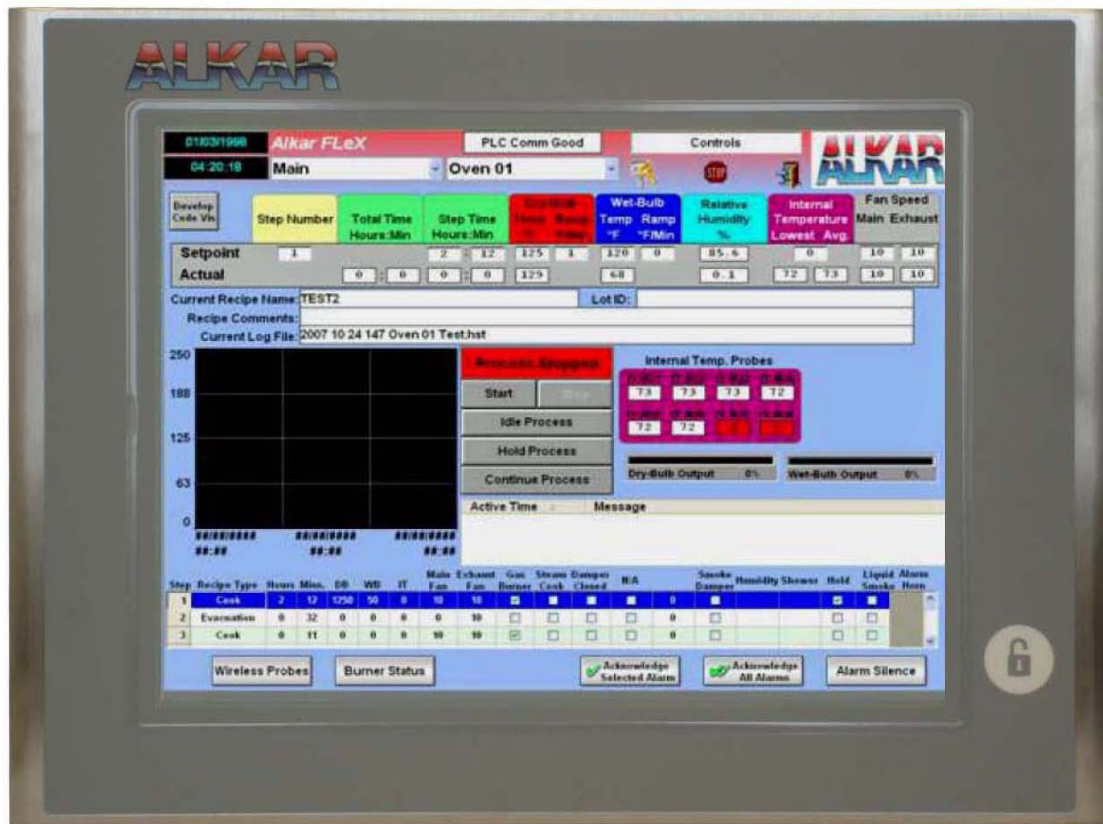 ALKAR
01/03/1998 Alkar FLeX PLC Comm Good Controls ALKAR
04:20:18 Main Oven 01 STOP
Develop Code Vis
Step Number Total Time Hours:Min Step Time Hours:Min Dry-Bulb Wet-Bulb Temp Ramp °F °F/Min Relative Humidity % Internal Temperature Lowest Avg. Fan Speed Main Exhaust
Setpoint 1 2 : 12 125 1 120 0 85.6 0 10 10
Actual 0 : 0 0 : 0 129 68 0.1 72 73 10 10
Current Recipe Name: TEST2 Lot ID:
Recipe Comments:
Current Log File: 2007 10 24 147 Oven 01 Test.hst
250
188
125
63
0
##/##/#### ##/##/#### ##/##/####
##:## ##:## ##:##
Process Stopped
Start
Idle Process
Hold Process
Continue Process
Internal Temp. Probes
73 73 73 72
72 72
Dry-Bulb Output 0% Wet-Bulb Output 0%
Active Time Message
Step Recipe Type Hours Mins. DB WB IT Main Fan Exhaust Fan Gas Burner Steam Cook Damper Closed N/A Smoke Damper Humidity Shower Hold Liquid Smoke Alarm Horn
1 Cook 2 12 1250 50 0 10 10 0
2 Evacuation 0 32 0 0 0 0 10 0
3 Cook 0 11 0 0 0 10 10 0
Wireless Probes Burner Status Acknowledge Selected Alarm Acknowledge All Alarms Alarm Silence